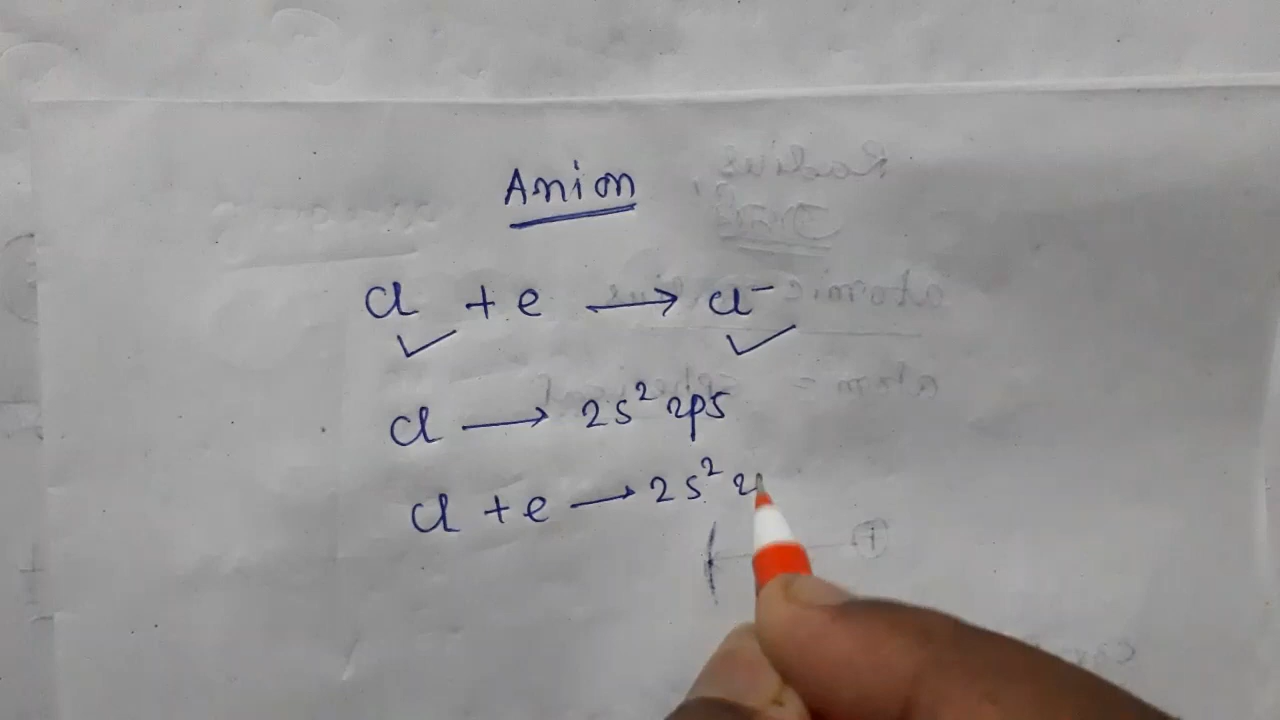 Anion
Cl + e ⟶ Cl⁻
Cl ⟶ 2s² 2p5
Cl + e ⟶ 2s² 2